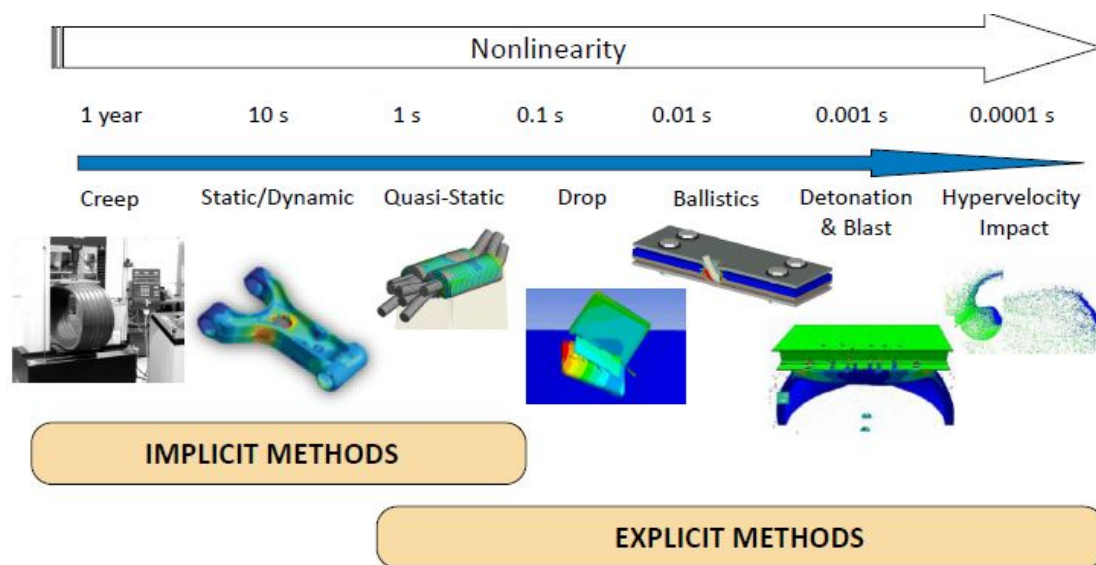 Nonlinearity
1 year 10 s 1 s 0.1 s 0.01 s 0.001 s 0.0001 s
Creep Static/Dynamic Quasi-Static Drop Ballistics Detonation Hypervelocity
& Blast Impact
IMPLICIT METHODS
EXPLICIT METHODS